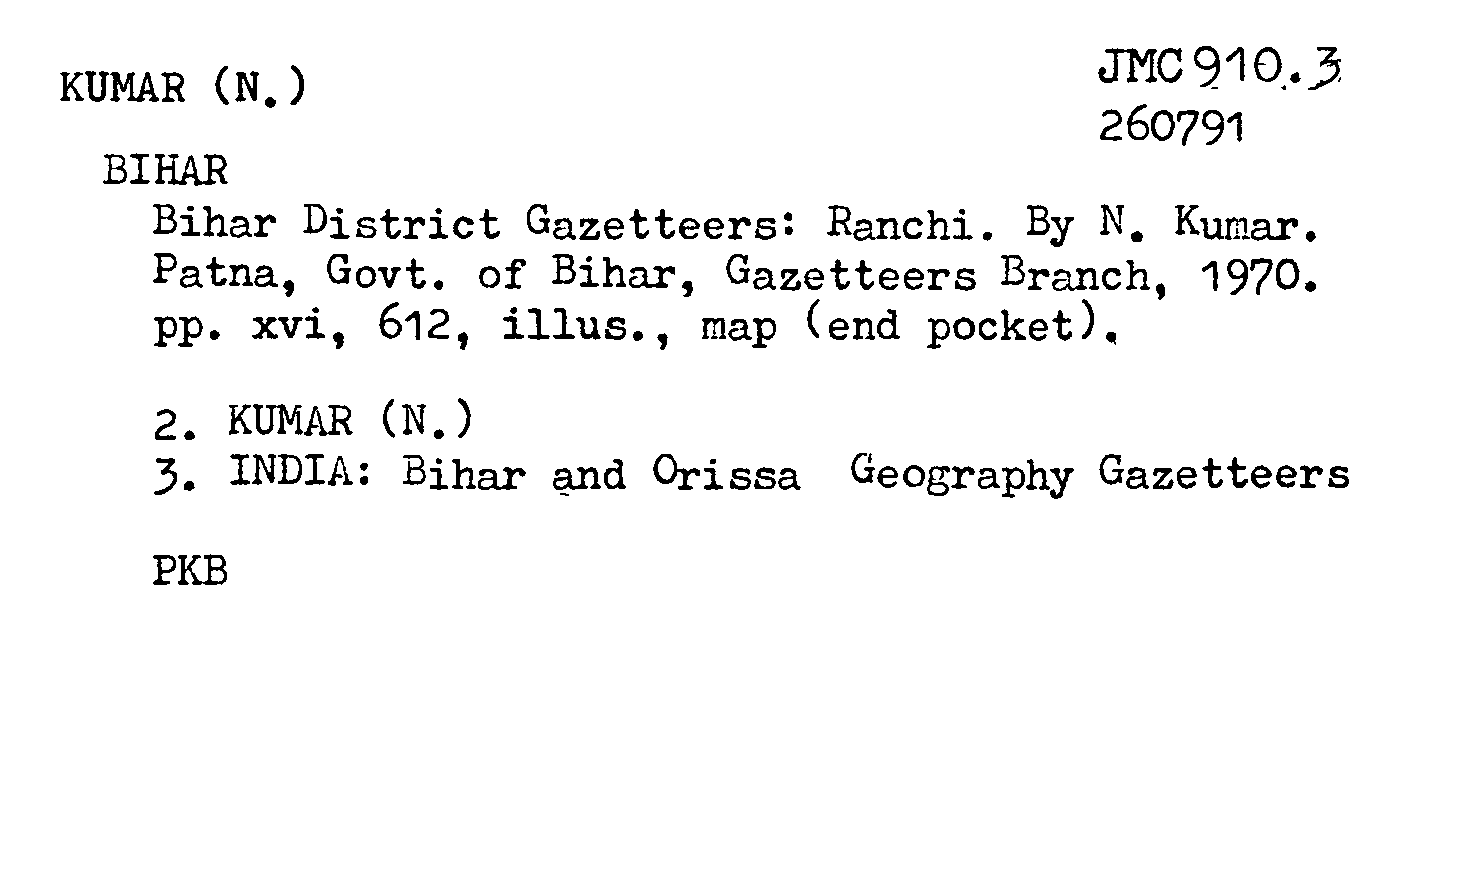 KUMAR (N.)
JMC 910.3
260791
BIHAR
Bihar District Gazetteers: Ranchi. By N. Kumar.
Patna, Govt. of Bihar, Gazetteers Branch, 1970.
pp. xvi, 612, illus., map (end pocket).
2. KUMAR (N.)
3. INDIA: Bihar and Orissa Geography Gazetteers
PKB